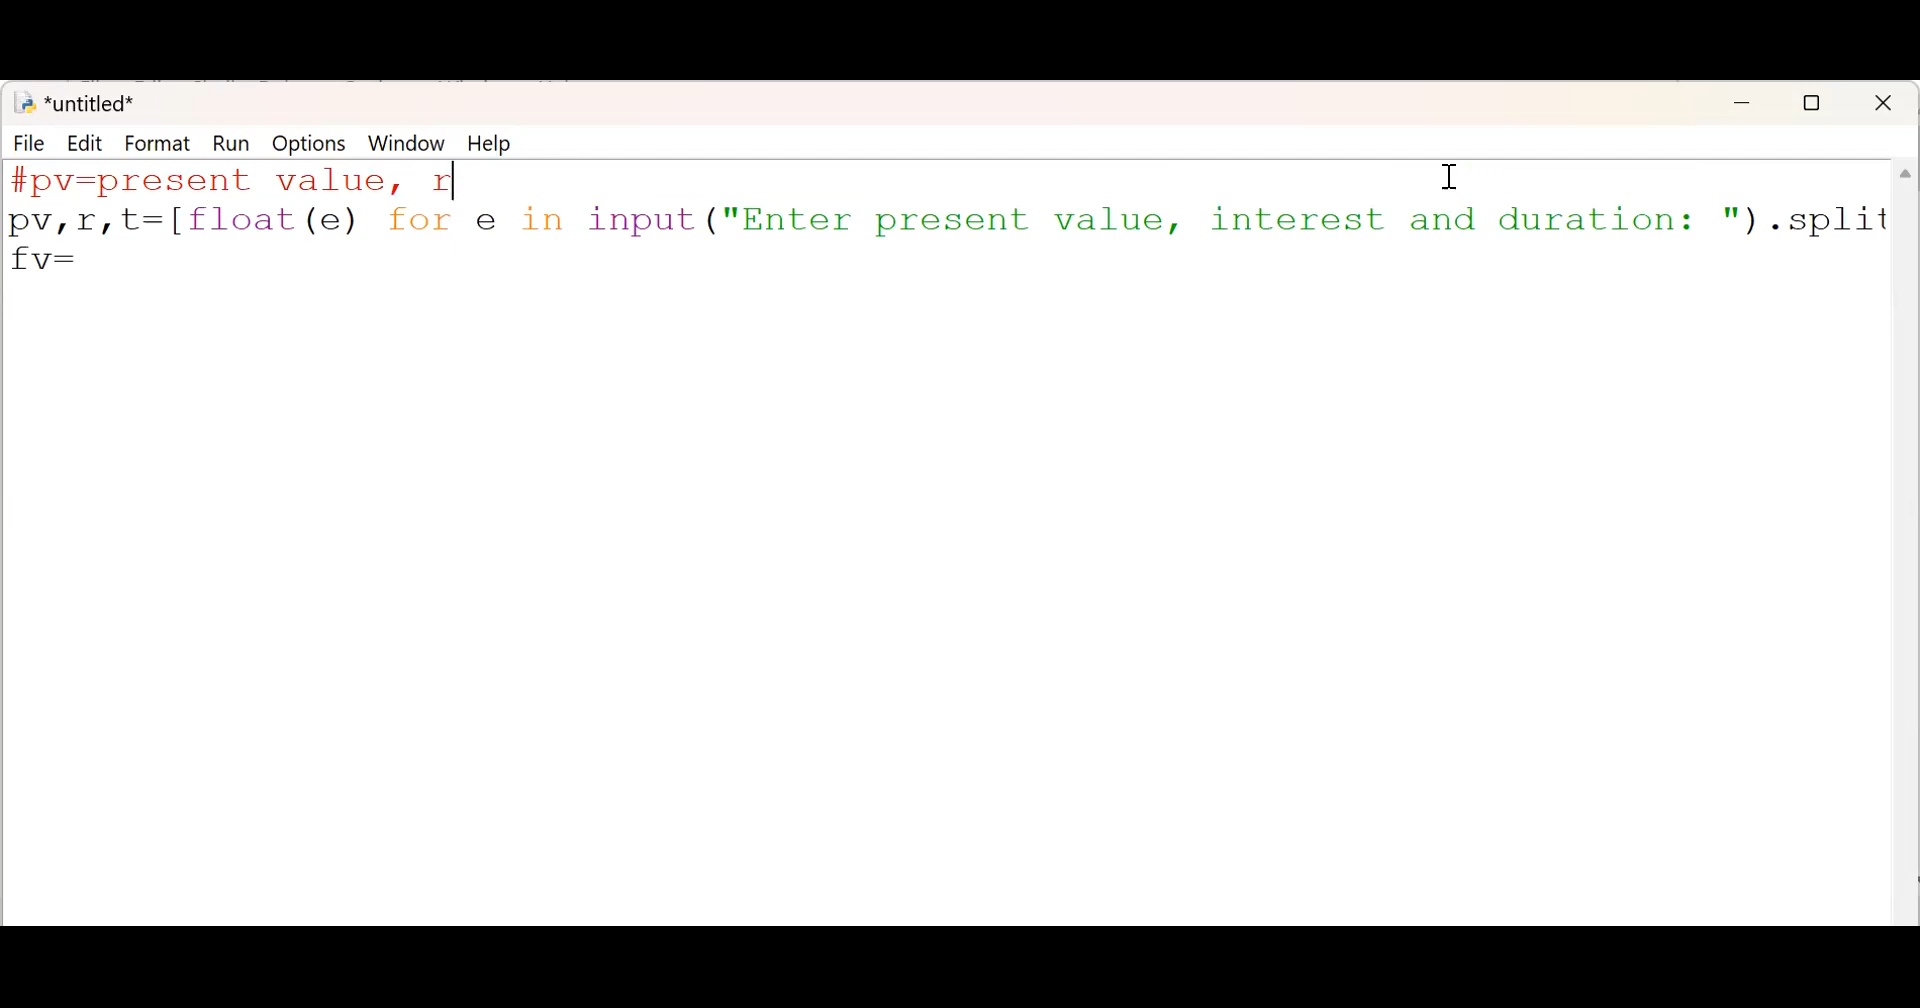 *untitled*
File Edit Format Run Options Window Help
#pv=present value, r
pv,r,t=[float(e) for e in input("Enter present value, interest and duration: ").split
fv=